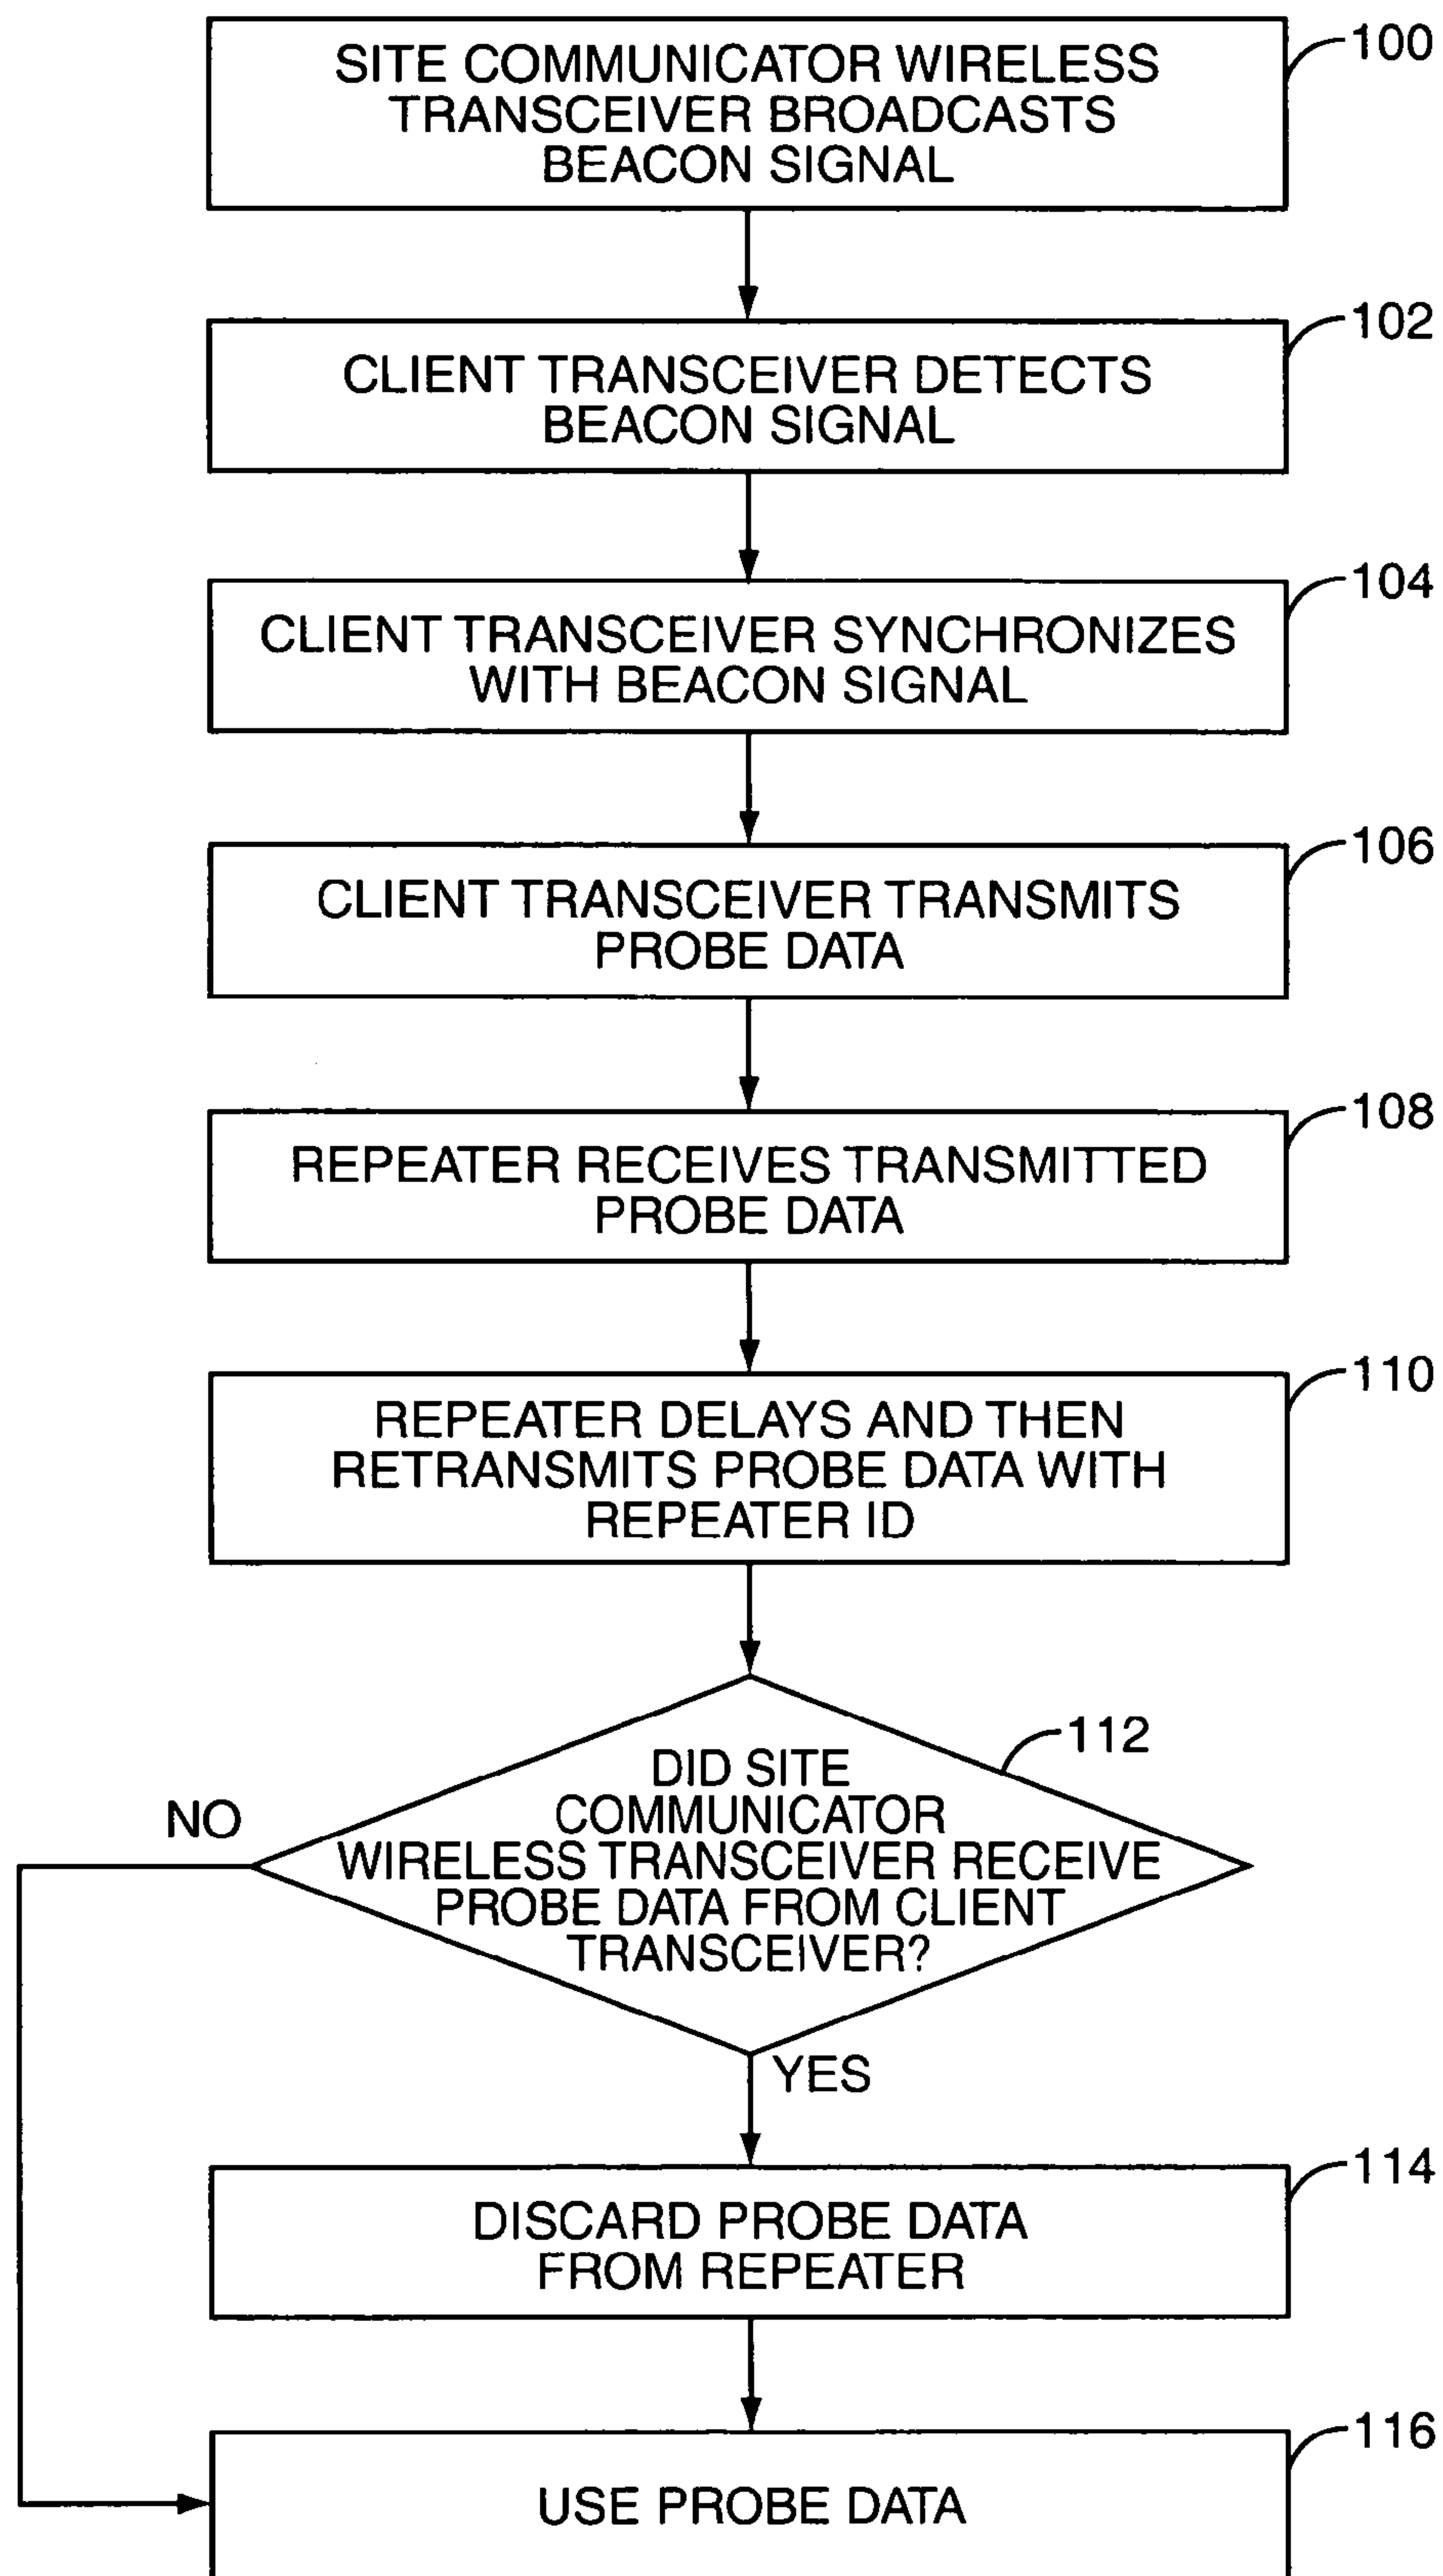 SITE COMMUNICATOR WIRELESS
TRANSCEIVER BROADCASTS
BEACON SIGNAL
100
CLIENT TRANSCEIVER DETECTS
BEACON SIGNAL
102
CLIENT TRANSCEIVER SYNCHRONIZES
WITH BEACON SIGNAL
104
CLIENT TRANSCEIVER TRANSMITS
PROBE DATA
106
REPEATER RECEIVES TRANSMITTED
PROBE DATA
108
REPEATER DELAYS AND THEN
RETRANSMITS PROBE DATA WITH
REPEATER ID
110
DID SITE
COMMUNICATOR
WIRELESS TRANSCEIVER RECEIVE
PROBE DATA FROM CLIENT
TRANSCEIVER?
112
NO
YES
DISCARD PROBE DATA
FROM REPEATER
114
USE PROBE DATA
116